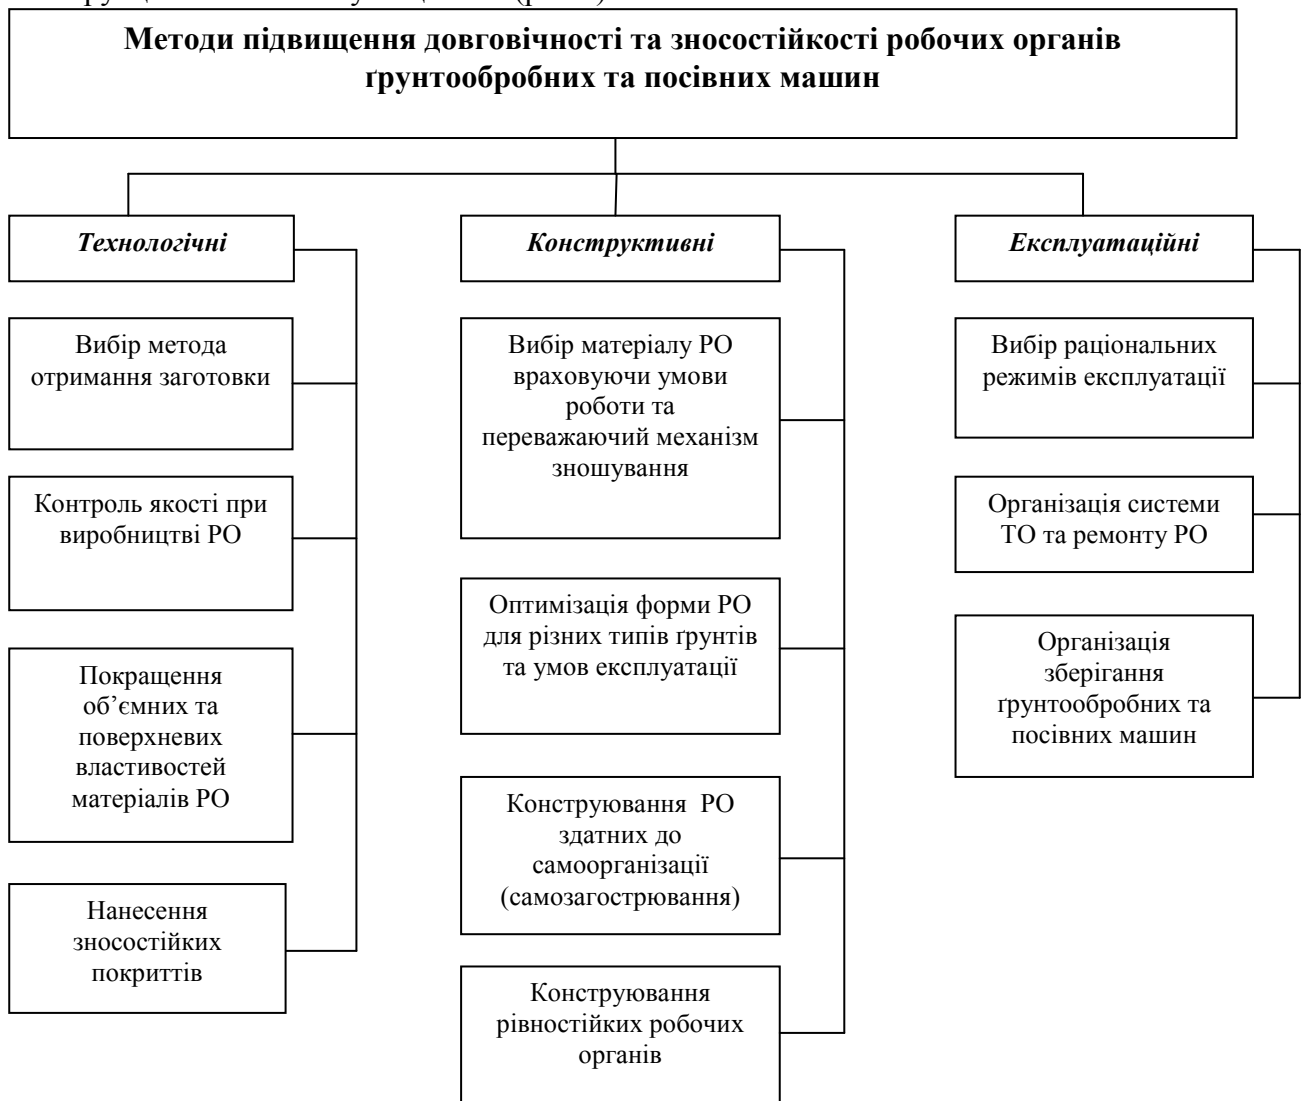 Методи підвищення довговічності та зносостійкості робочих органів
ґрунтообробних та посівних машин
Технологічні
Вибір метода
отримання заготовки
Контроль якості при
виробництві РО
Покращення
об’ємних та
поверхневих
властивостей
матеріалів РО
Нанесення
зносостійких
покриттів
Конструктивні
Вибір матеріалу РО
враховуючи умови
роботи та
переважаючий механізм
зношування
Оптимізація форми РО
для різних типів ґрунтів
та умов експлуатації
Конструювання РО
здатних до
самоорганізації
(самозагострювання)
Конструювання
рівностійких робочих
органів
Експлуатаційні
Вибір раціональних
режимів експлуатації
Організація системи
ТО та ремонту РО
Організація
зберігання
ґрунтообробних та
посівних машин